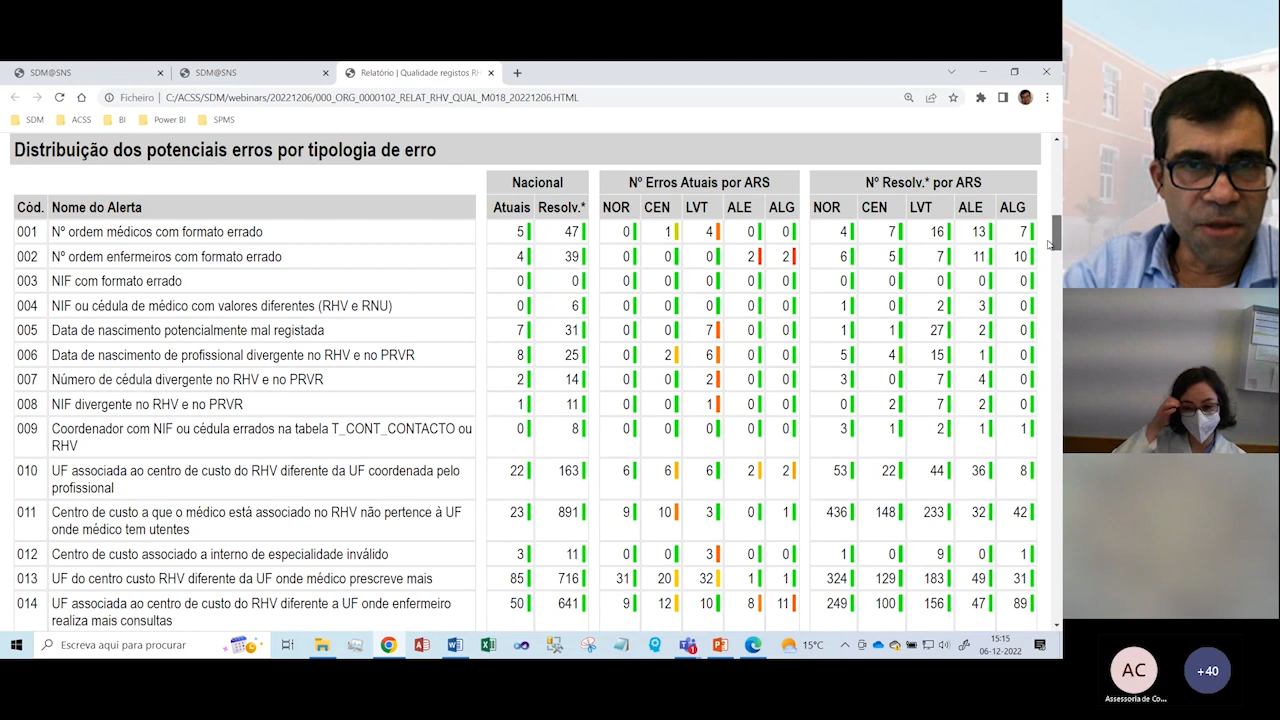 SDM@SNS
SDM@SNS
Relatório | Qualidade registos RH
Ficheiro | C:/ACSS/SDM/webinars/20221206/000_ORG_0000102_RELAT_RHV_QUAL_M018_20221206.HTML
SDM ACSS BI Power BI SPMS
Distribuição dos potenciais erros por tipologia de erro
Nacional Nº Erros Atuais por ARS Nº Resolv.* por ARS
Cód. Nome do Alerta Atuais Resolv.* NOR CEN LVT ALE ALG NOR CEN LVT ALE ALG
001 Nº ordem médicos com formato errado 5 47 0 1 4 0 0 4 7 16 13 7
002 Nº ordem enfermeiros com formato errado 4 39 0 0 0 2 2 6 5 7 11 10
003 NIF com formato errado 0 0 0 0 0 0 0 0 0 0 0 0
004 NIF ou cédula de médico com valores diferentes (RHV e RNU) 0 6 0 0 0 0 0 1 0 2 3 0
005 Data de nascimento potencialmente mal registada 7 31 0 0 7 0 0 1 1 27 2 0
006 Data de nascimento de profissional divergente no RHV e no PRVR 8 25 0 2 6 0 0 5 4 15 1 0
007 Número de cédula divergente no RHV e no PRVR 2 14 0 0 2 0 0 3 0 7 4 0
008 NIF divergente no RHV e no PRVR 1 11 0 0 1 0 0 0 2 7 2 0
009 Coordenador com NIF ou cédula errados na tabela T_CONT_CONTACTO ou 0 8 0 0 0 0 0 3 1 2 1 1
RHV
010 UF associada ao centro de custo do RHV diferente da UF coordenada pelo 22 163 6 6 6 2 2 53 22 44 36 8
profissional
011 Centro de custo a que o médico está associado no RHV não pertence à UF 23 891 9 10 3 0 1 436 148 233 32 42
onde médico tem utentes
012 Centro de custo associado a interno de especialidade inválido 3 11 0 0 3 0 0 1 0 9 0 1
013 UF do centro custo RHV diferente da UF onde médico prescreve mais 85 716 31 20 32 1 1 324 129 183 49 31
014 UF associada ao centro de custo do RHV diferente a UF onde enfermeiro 50 641 9 12 10 8 11 249 100 156 47 89
realiza mais consultas
Escreva aqui para procurar
15°C
15:15
06-12-2022
AC
Assessoria de Co...
+40